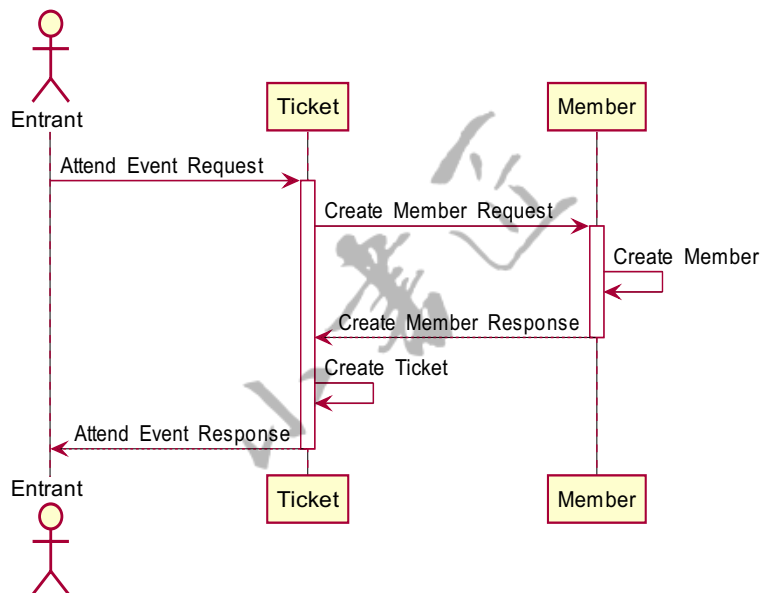 Entrant
Ticket
Member
Attend Event Request
Create Member Request
Create Member
Create Member Response
Create Ticket
Attend Event Response
Entrant
Ticket
Member